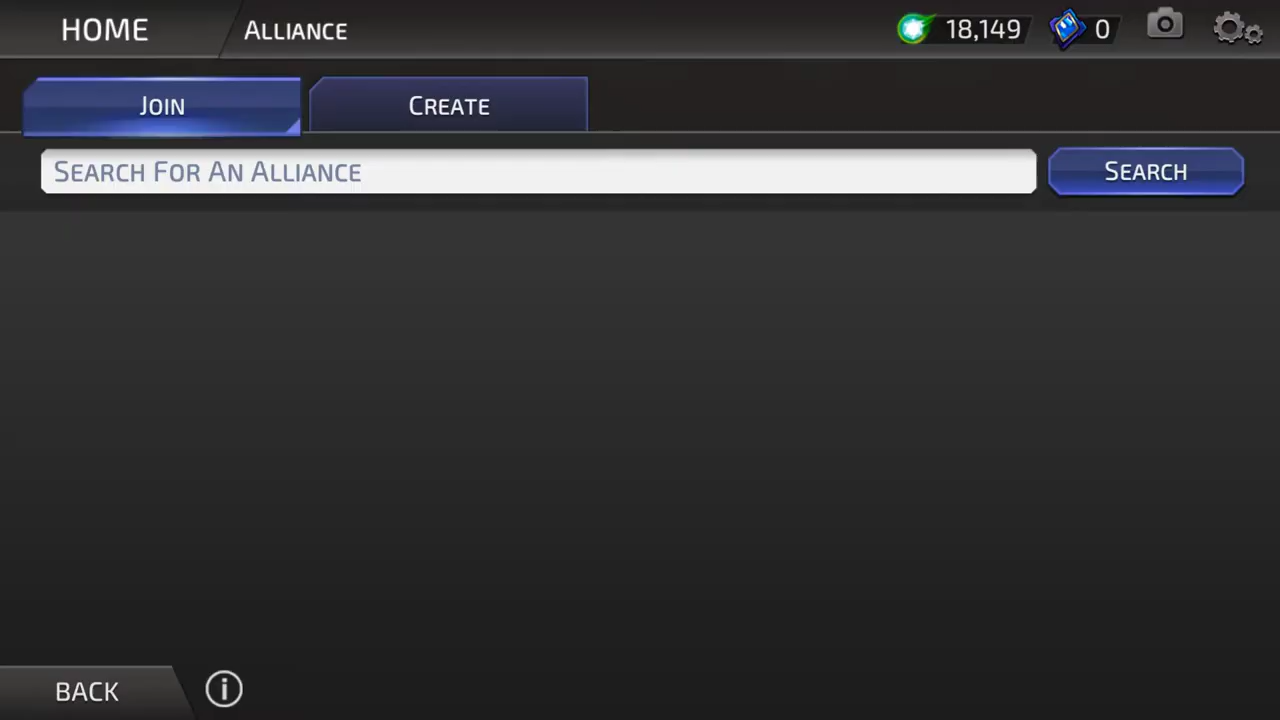 HOME
ALLIANCE
18,149
0
JOIN
CREATE
SEARCH FOR AN ALLIANCE
SEARCH
BACK
i